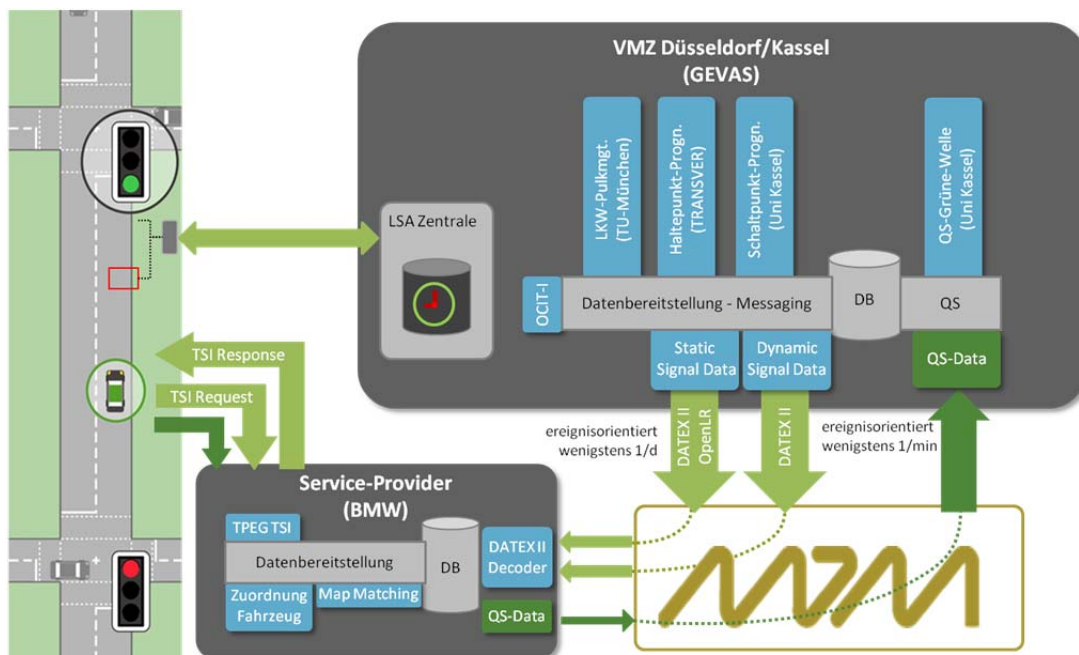 VMZ Düsseldorf/Kassel
(GEVAS)
LKW-Pulkmgt.
(TU-München)
Haltepunkt-Progn.
(TRANSVER)
Schaltpunkt-Progn.
(Uni Kassel)
QS-Grüne-Welle
(Uni Kassel)
LSA Zentrale
OCIT-I
Datenbereitstellung - Messaging
DB
QS
Static
Signal Data
Dynamic
Signal Data
QS-Data
TSI Response
TSI Request
ereignisorientiert
wenigstens 1/d
DATEX II
OpenLR
DATEX II
ereignisorientiert
wenigstens 1/min
Service-Provider
(BMW)
TPEG TSI
Datenbereitstellung
Zuordnung
Fahrzeug
Map Matching
DB
DATEX II
Decoder
QS-Data
MDM